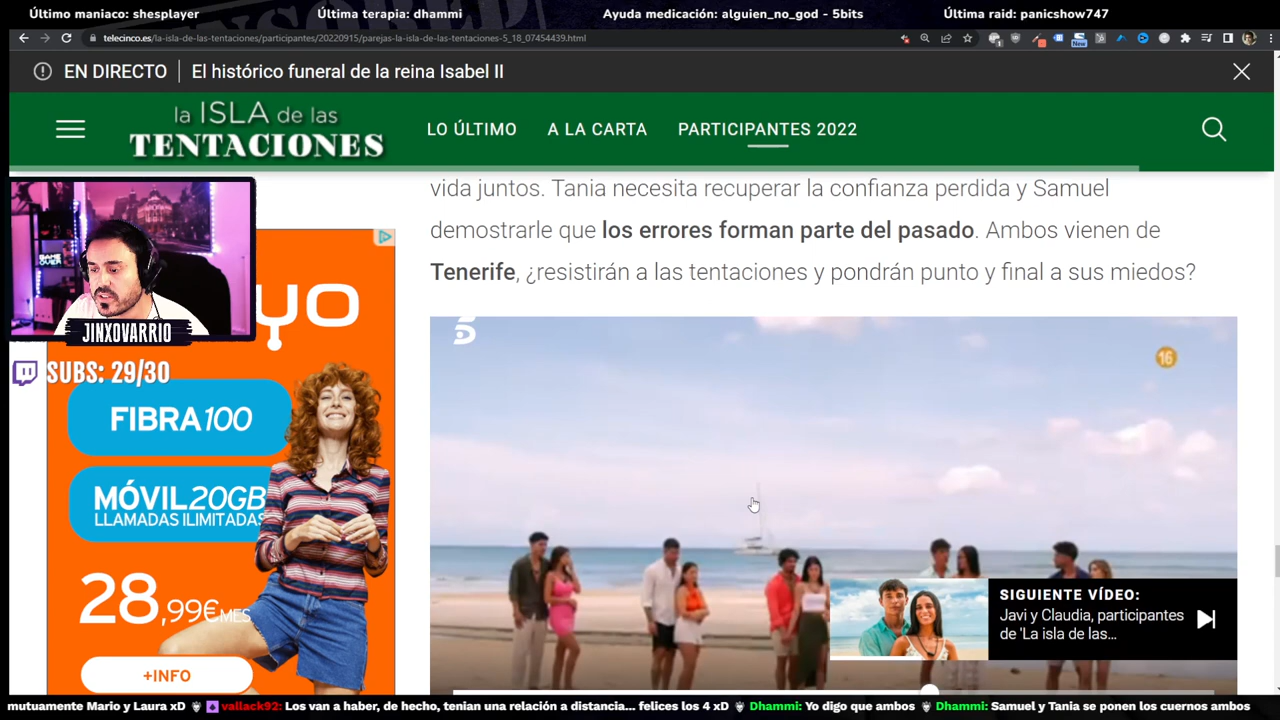 Último maniaco: shesplayer
Última terapia: dhammi
Ayuda medicación: alguien_no_god - 5bits
Última raid: panicshow747
telecinco.es/la-isla-de-las-tentaciones/participantes/20220915/parejas-la-isla-de-las-tentaciones-5_18_07454439.html
New
EN DIRECTO
El histórico funeral de la reina Isabel II
la ISLA de las
TENTACIONES
LO ÚLTIMO
A LA CARTA
PARTICIPANTES 2022
vida juntos. Tania necesita recuperar la confianza perdida y Samuel
demostrarle que los errores forman parte del pasado. Ambos vienen de
Tenerife, ¿resistirán a las tentaciones y pondrán punto y final a sus miedos?
GAME
OVER
JINXOVARRIO
SUBS: 29/30
yo
FIBRA100
MÓVIL20GB
LLAMADAS ILIMITADAS
28,99€MES
+INFO
5
16
SIGUIENTE VÍDEO:
Javi y Claudia, participantes
de 'La isla de las...
mutuamente Mario y Laura xD vallack92: Los van a haber, de hecho, tenian una relación a distancia... felices los 4 xD Dhammi: Yo digo que ambos Dhammi: Samuel y Tania se ponen los cuernos ambos